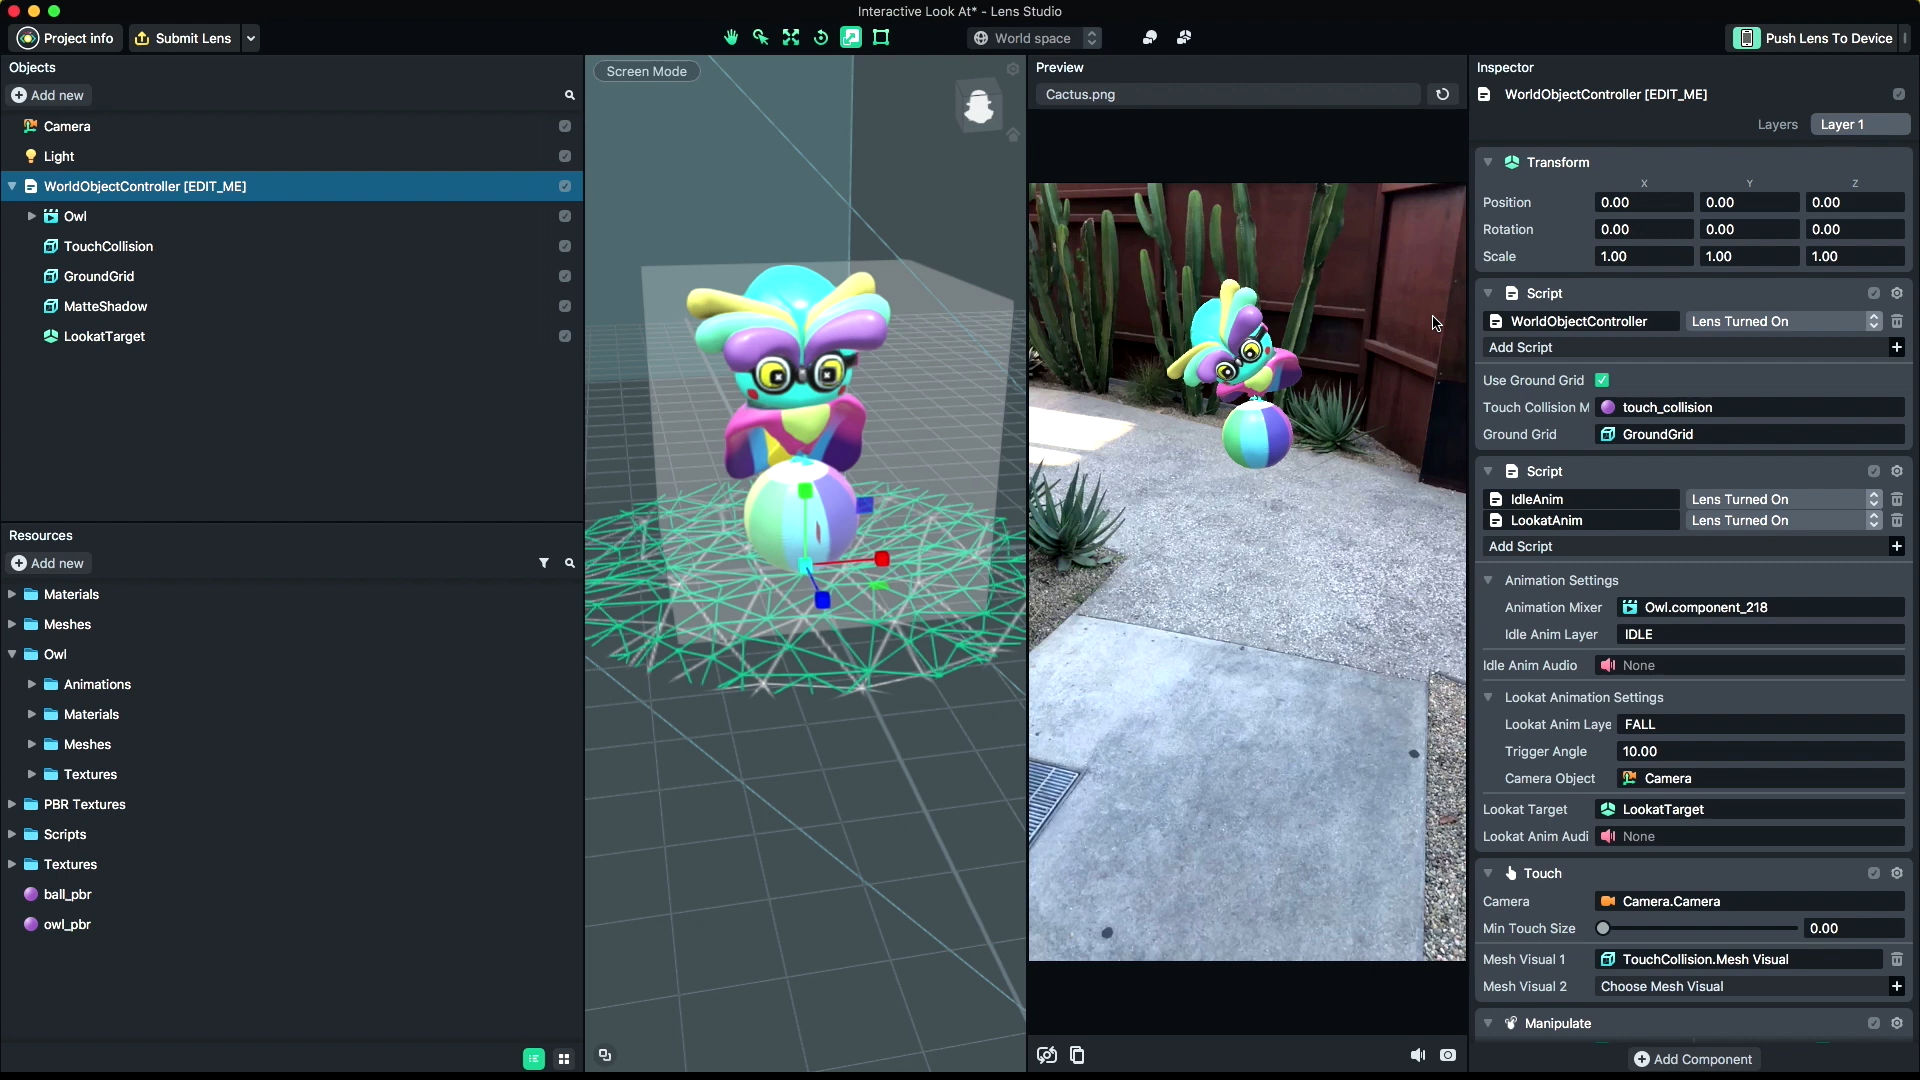 Interactive Look At* - Lens Studio
Project info
Submit Lens
World space
Push Lens To Device
Objects
Add new
Camera
Light
WorldObjectController [EDIT_ME]
Owl
TouchCollision
GroundGrid
MatteShadow
LookatTarget
Resources
Add new
Materials
Meshes
Owl
Animations
Materials
Meshes
Textures
PBR Textures
Scripts
Textures
ball_pbr
owl_pbr
Screen Mode
Preview
Cactus.png
Inspector
WorldObjectController [EDIT_ME]
Layers Layer 1
Transform
X Y Z
Position 0.00 0.00 0.00
Rotation 0.00 0.00 0.00
Scale 1.00 1.00 1.00
Script
WorldObjectController Lens Turned On
Add Script
Use Ground Grid
Touch Collision M touch_collision
Ground Grid GroundGrid
Script
IdleAnim Lens Turned On
LookatAnim Lens Turned On
Add Script
Animation Settings
Animation Mixer Owl.component_218
Idle Anim Layer IDLE
Idle Anim Audio None
Lookat Animation Settings
Lookat Anim Laye FALL
Trigger Angle 10.00
Camera Object Camera
Lookat Target LookatTarget
Lookat Anim Audi None
Touch
Camera Camera.Camera
Min Touch Size 0.00
Mesh Visual 1 TouchCollision.Mesh Visual
Mesh Visual 2 Choose Mesh Visual
Manipulate
Add Component